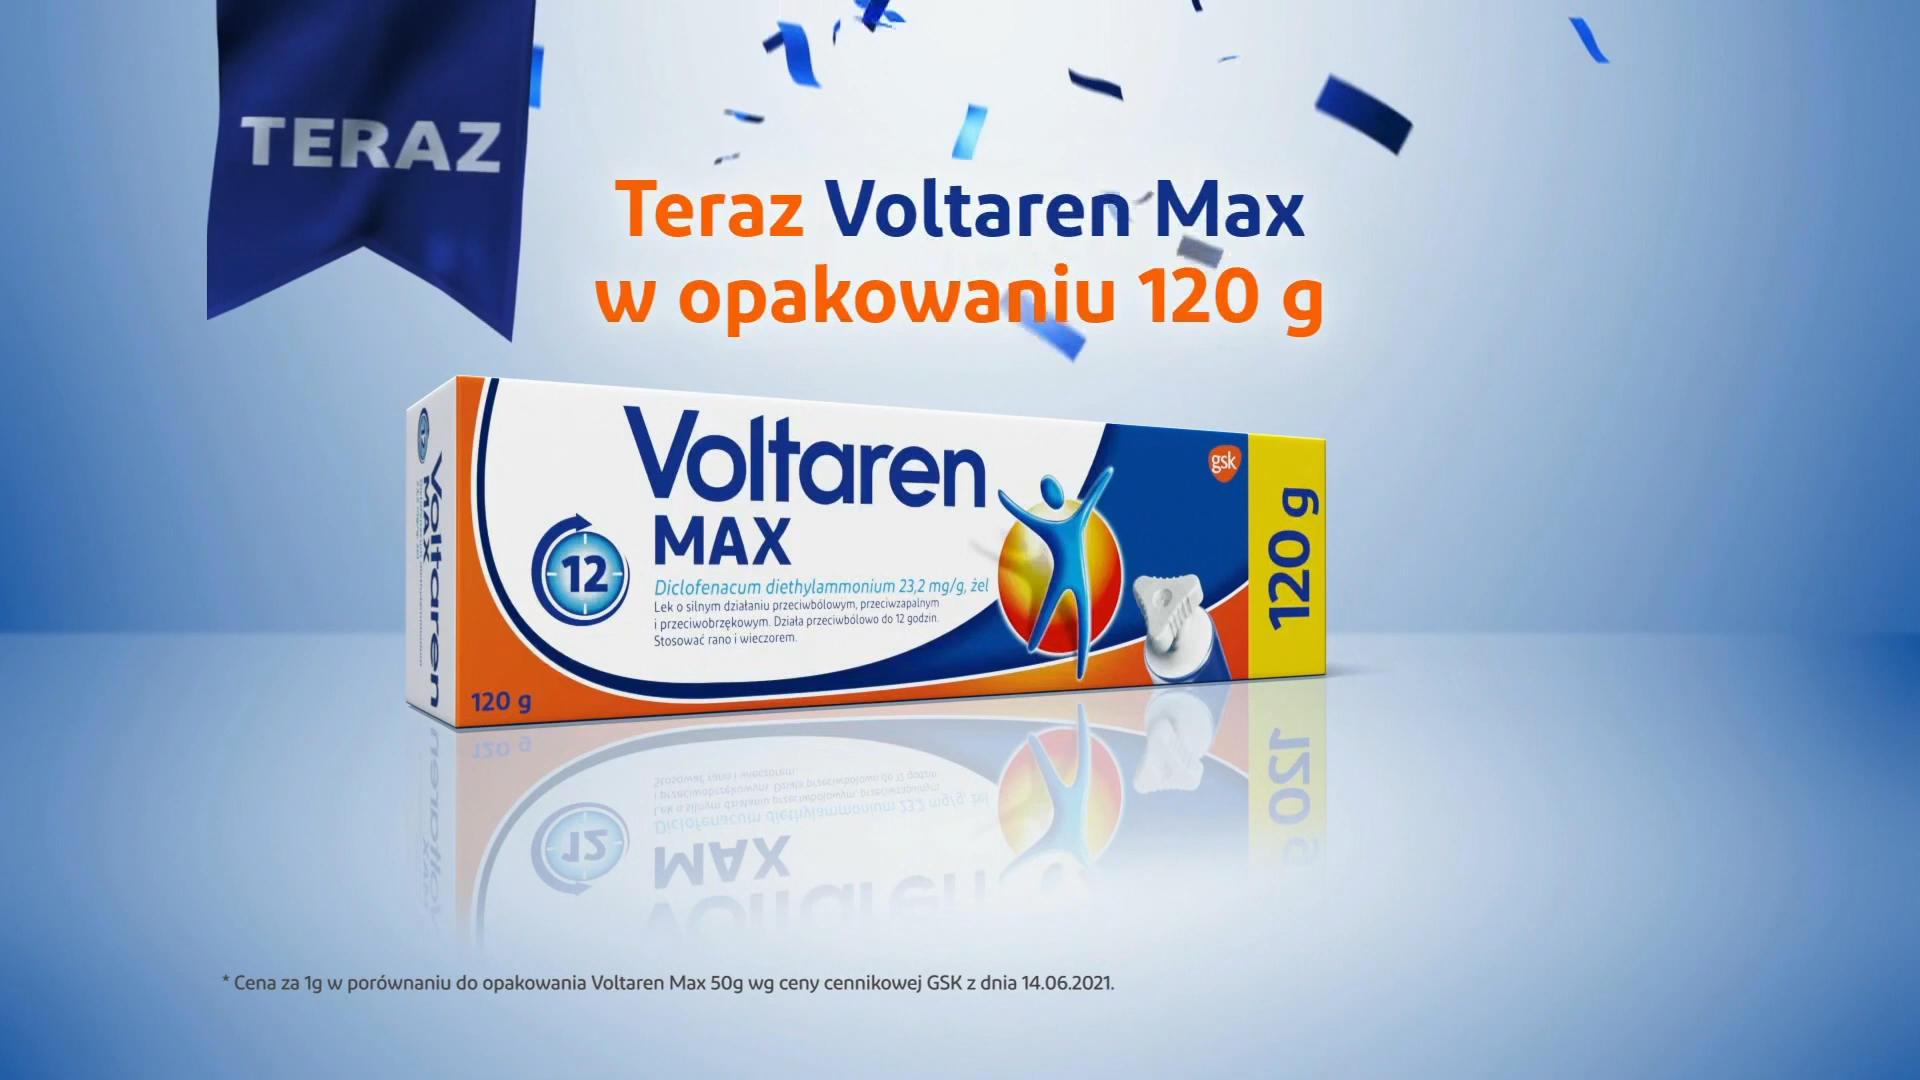 TERAZ
Teraz Voltaren Max
w opakowaniu 120 g
Voltaren
MAX
12
Diclofenacum diethylammonium 23,2 mg/g, żel
Lek o silnym działaniu przeciwbólowym, przeciwzapalnym
i przeciwobrzękowym. Działa przeciwbólowo do 12 godzin.
Stosować rano i wieczorem.
120 g
gsk
120 g
Voltaren
MAX
12
* Cena za 1g w porównaniu do opakowania Voltaren Max 50g wg ceny cennikowej GSK z dnia 14.06.2021.